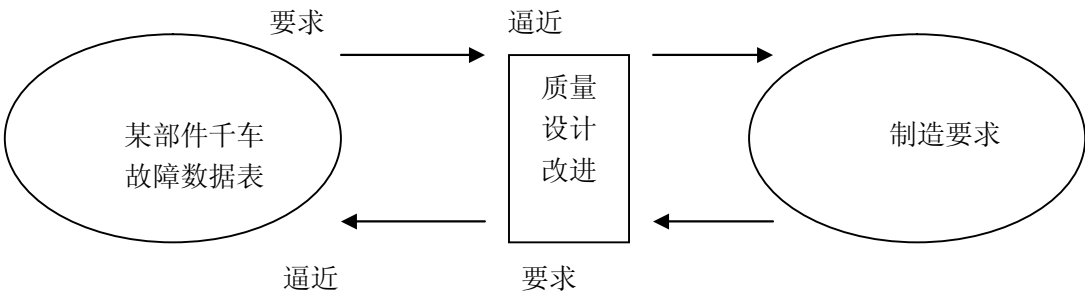 要求
逼近
某部件千车
故障数据表
质量
设计
改进
制造要求
逼近
要求